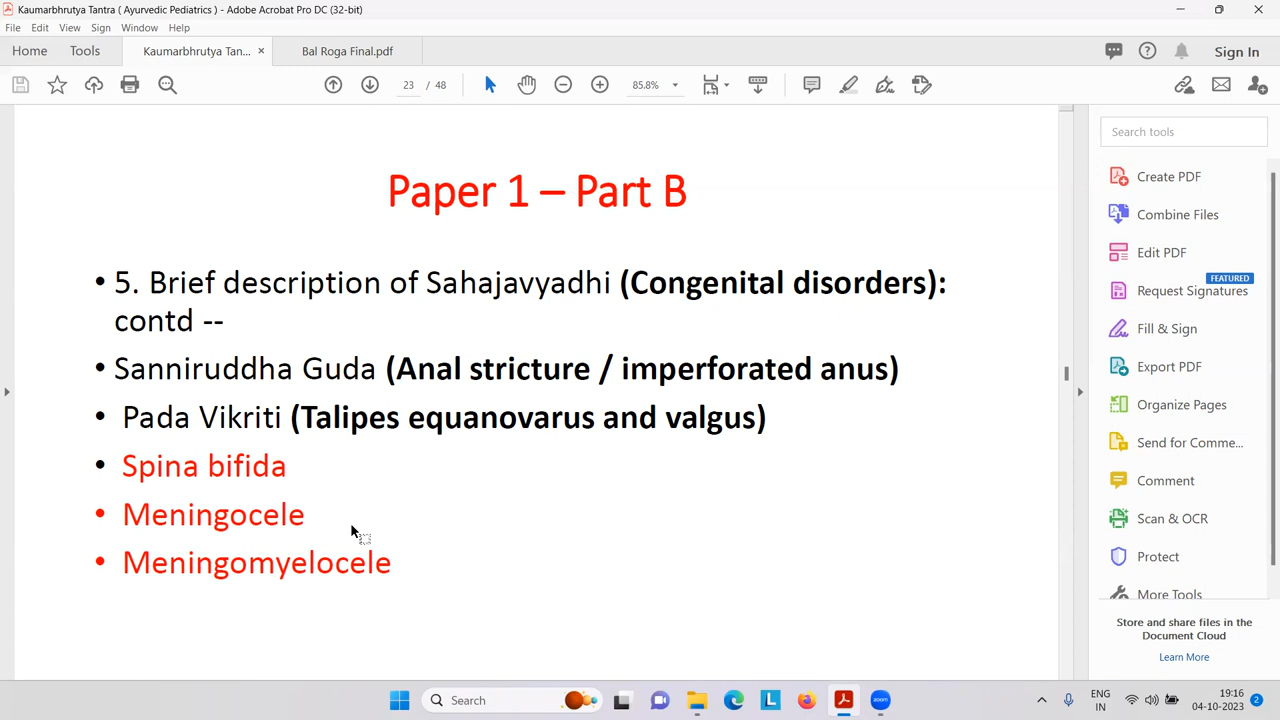 Kaumarbhrutya Tantra ( Ayurvedic Pediatrics ) - Adobe Acrobat Pro DC (32-bit)
File Edit View Sign Window Help
Home Tools Kaumarbhrutya Tan... × Bal Roga Final.pdf Sign In
23 / 48 85.8%
Search tools
Paper 1 – Part B
• 5. Brief description of Sahajavyadhi (Congenital disorders):
contd --
• Sanniruddha Guda (Anal stricture / imperforated anus)
• Pada Vikriti (Talipes equanovarus and valgus)
• Spina bifida
• Meningocele
• Meningomyelocele
Create PDF
Combine Files
Edit PDF
FEATURED
Request Signatures
Fill & Sign
Export PDF
Organize Pages
Send for Comme...
Comment
Scan & OCR
Protect
More Tools
Store and share files in the
Document Cloud
Learn More
Search L zoom ENG 19:16
IN 04-10-2023 2